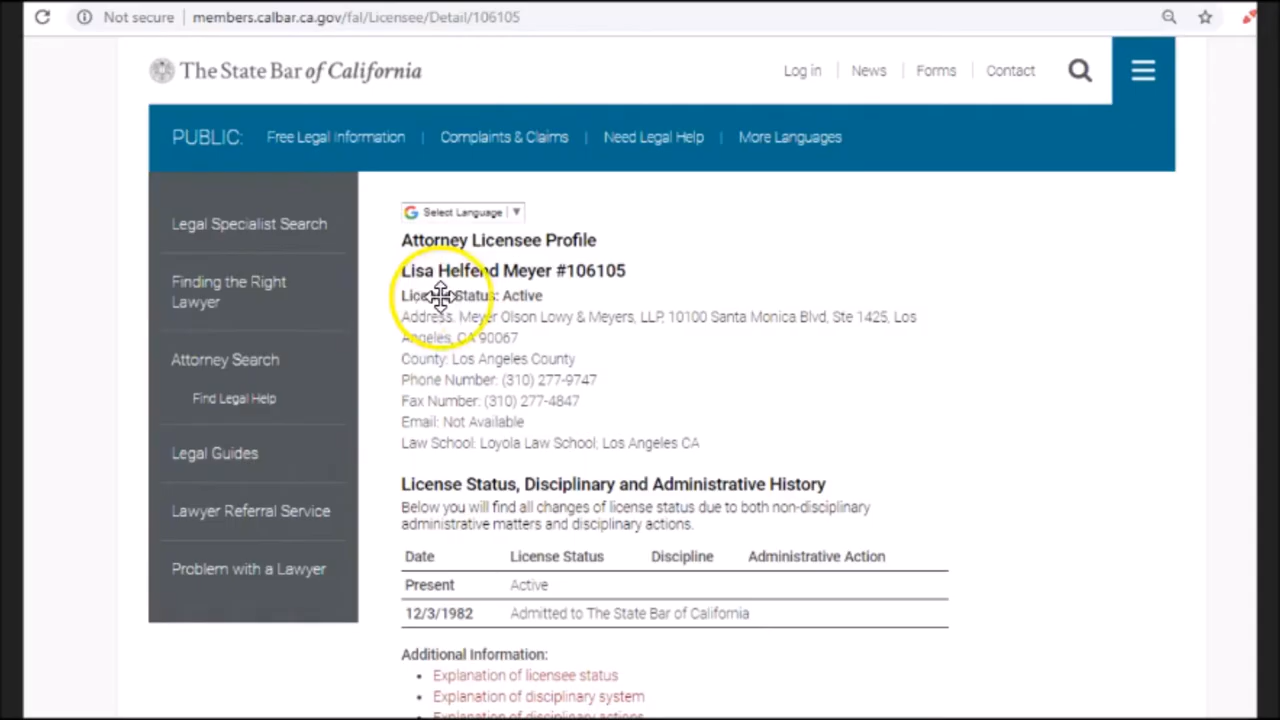 Not secure members.calbar.ca.gov/fal/Licensee/Detail/106105
The State Bar of California
Log in News Forms Contact
PUBLIC: Free Legal Information Complaints & Claims Need Legal Help More Languages
Legal Specialist Search
Finding the Right
Lawyer
Attorney Search
Find Legal Help
Legal Guides
Lawyer Referral Service
Problem with a Lawyer
Select Language
Attorney Licensee Profile
Lisa Helfend Meyer #106105
License Status: Active
Address: Meyer Olson Lowy & Meyers, LLP, 10100 Santa Monica Blvd, Ste 1425, Los
Angeles, CA 90067
County: Los Angeles County
Phone Number: (310) 277-9747
Fax Number: (310) 277-4847
Email: Not Available
Law School: Loyola Law School; Los Angeles CA
License Status, Disciplinary and Administrative History
Below you will find all changes of license status due to both non-disciplinary
administrative matters and disciplinary actions.
Date License Status Discipline Administrative Action
Present Active
12/3/1982 Admitted to The State Bar of California
Additional Information:
• Explanation of licensee status
• Explanation of disciplinary system
• Explanation of disciplinary actions